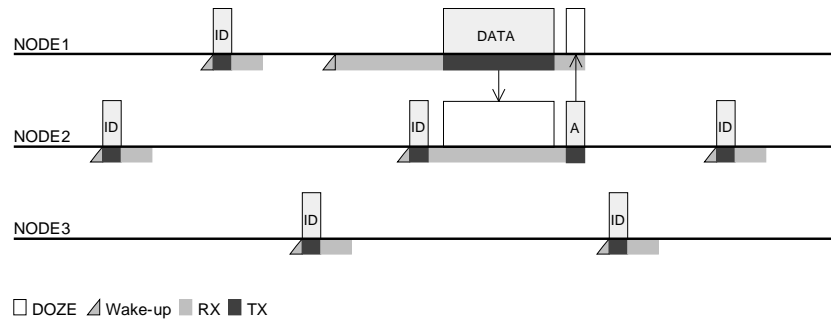 ID
DATA
NODE1
ID
ID
A
ID
NODE2
ID
ID
NODE3
DOZE Wake-up RX TX